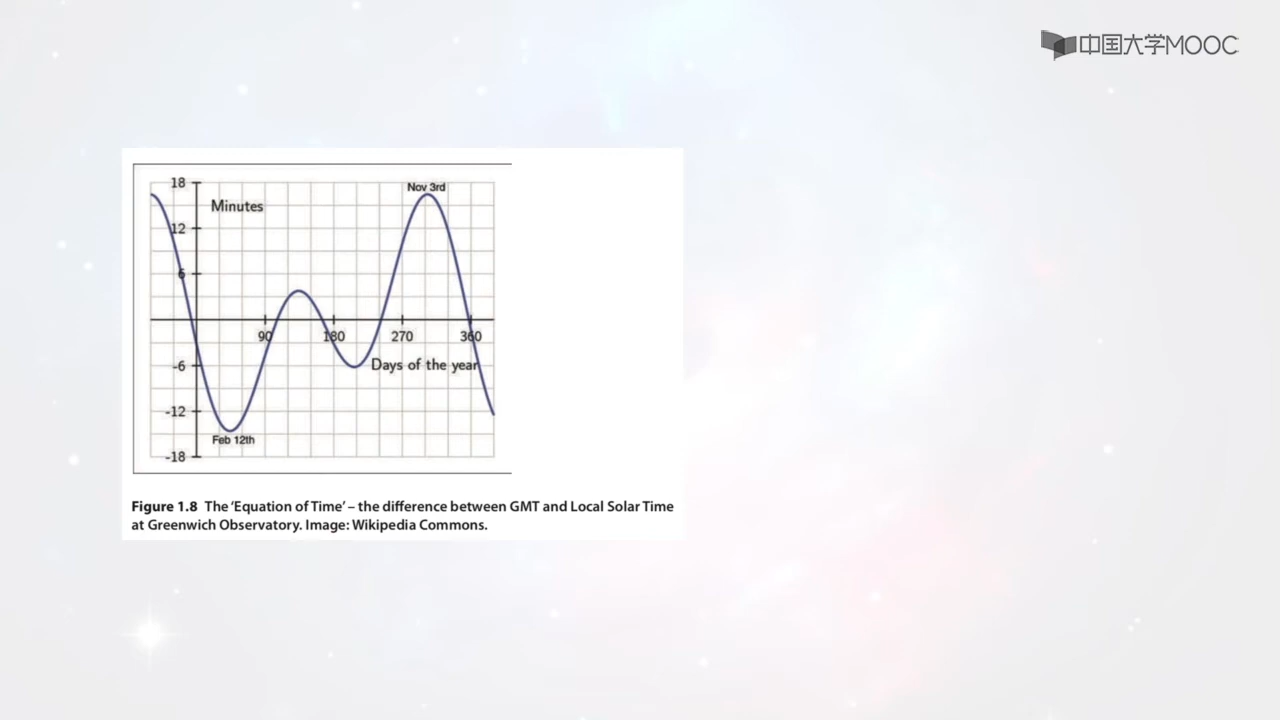 中国大学MOOC
18
Nov 3rd
Minutes
12
6
90
180
270
360
-6
Days of the year
-12
Feb 12th
-18
Figure 1.8 The ‘Equation of Time’ – the difference between GMT and Local Solar Time
at Greenwich Observatory. Image: Wikipedia Commons.